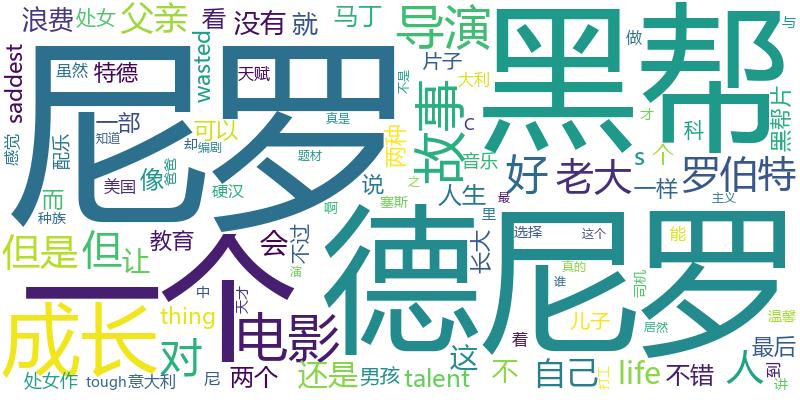 浪费 处女 父亲 看 没有 就 马丁 导演 黑帮
saddest 虽然 特德 wasted 天赋 片子 做 与
尼罗 大利 不是 才 黑帮片
感觉 配乐 一部 知道 可以 却 编剧 真是 两种 故事 C 科 个
而 种族 美国 像 爸爸 硬汉 题材 说 音乐 好 老大 s 一样 罗伯特
但是 但 让 教育 会 不过 啊 之 塞斯 人生 里 最 主义
一个 德尼罗 长大 选择 这个 能
成长 中 天才 演 着 谁 真的 司机 温馨
thing 电影 儿子 居然
对 这 人 最后
处女作 tough 意大利 尼 两个 还是 男孩 打工 talent 不 自己 life 不错 到 讲